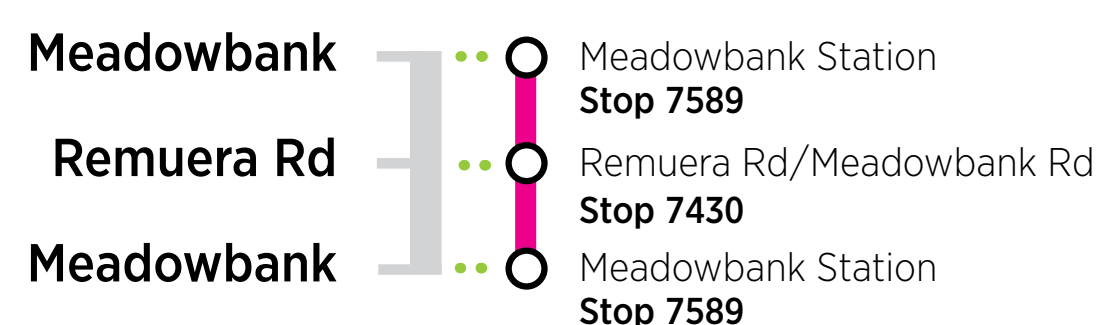 Meadowbank
Meadowbank Station
Stop 7589
Remuera Rd
Remuera Rd/Meadowbank Rd
Stop 7430
Meadowbank
Meadowbank Station
Stop 7589